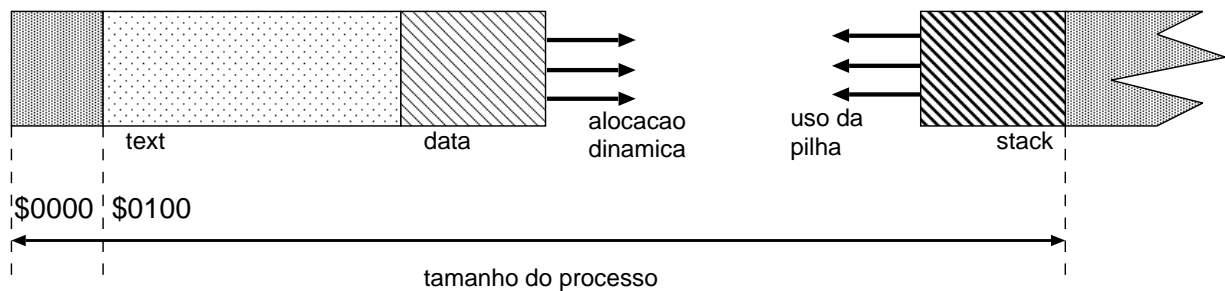 text
data
alocacao
dinamica
uso da
pilha
stack
$0000
$0100
tamanho do processo